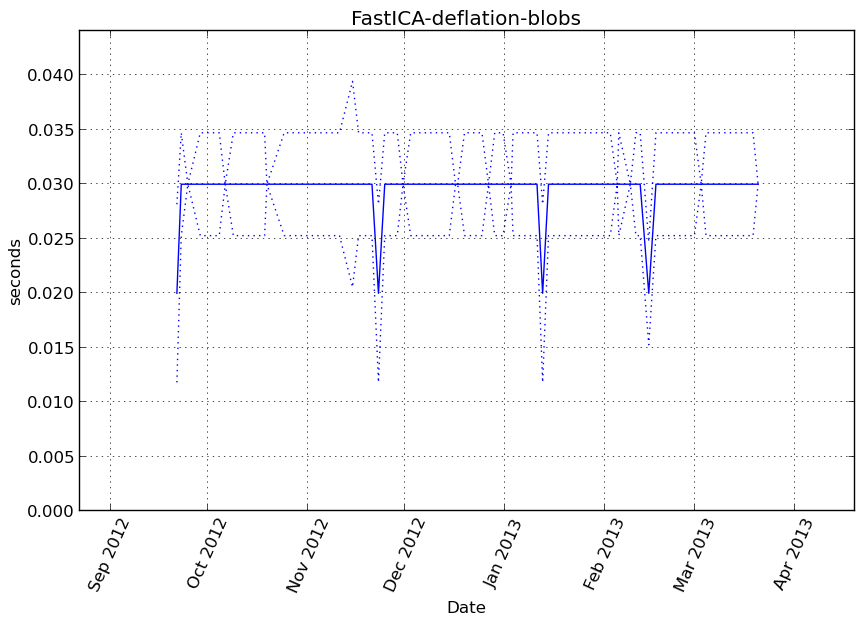 FastICA-deflation-blobs
0.040
0.035
0.030
0.025
0.020
0.015
0.010
0.005
0.000
seconds
Sep 2012
Oct 2012
Nov 2012
Dec 2012
Jan 2013
Feb 2013
Mar 2013
Apr 2013
Date